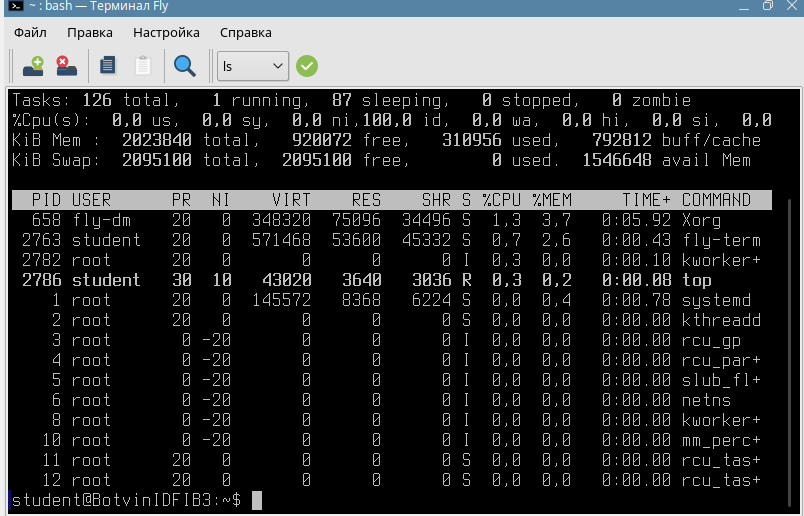 ~ : bash — Терминал Fly
Файл Правка Настройка Справка
ls
Tasks: 126 total, 1 running, 87 sleeping, 0 stopped, 0 zombie
%Cpu(s): 0,0 us, 0,0 sy, 0,0 ni,100,0 id, 0,0 wa, 0,0 hi, 0,0 si, 0,0
KiB Mem : 2023840 total, 920072 free, 310956 used, 792812 buff/cache
KiB Swap: 2095100 total, 2095100 free, 0 used. 1546648 avail Mem
PID USER PR NI VIRT RES SHR S %CPU %MEM TIME+ COMMAND
658 fly-dm 20 0 348320 75096 34496 S 1,3 3,7 0:05.92 Xorg
2763 student 20 0 571468 53600 45332 S 0,7 2,6 0:00.43 fly-term
2782 root 20 0 0 0 0 I 0,3 0,0 0:00.10 kworker+
2786 student 30 10 43020 3640 3036 R 0,3 0,2 0:00.08 top
1 root 20 0 145572 8368 6224 S 0,0 0,4 0:00.78 systemd
2 root 20 0 0 0 0 S 0,0 0,0 0:00.00 kthreadd
3 root 0 -20 0 0 0 I 0,0 0,0 0:00.00 rcu_gp
4 root 0 -20 0 0 0 I 0,0 0,0 0:00.00 rcu_par+
5 root 0 -20 0 0 0 I 0,0 0,0 0:00.00 slub_fl+
6 root 0 -20 0 0 0 I 0,0 0,0 0:00.00 netns
8 root 0 -20 0 0 0 I 0,0 0,0 0:00.00 kworker+
10 root 0 -20 0 0 0 I 0,0 0,0 0:00.00 mm_perc+
11 root 20 0 0 0 0 S 0,0 0,0 0:00.00 rcu_tas+
12 root 20 0 0 0 0 S 0,0 0,0 0:00.00 rcu_tas+
student@BotvinIDFIB3:~$